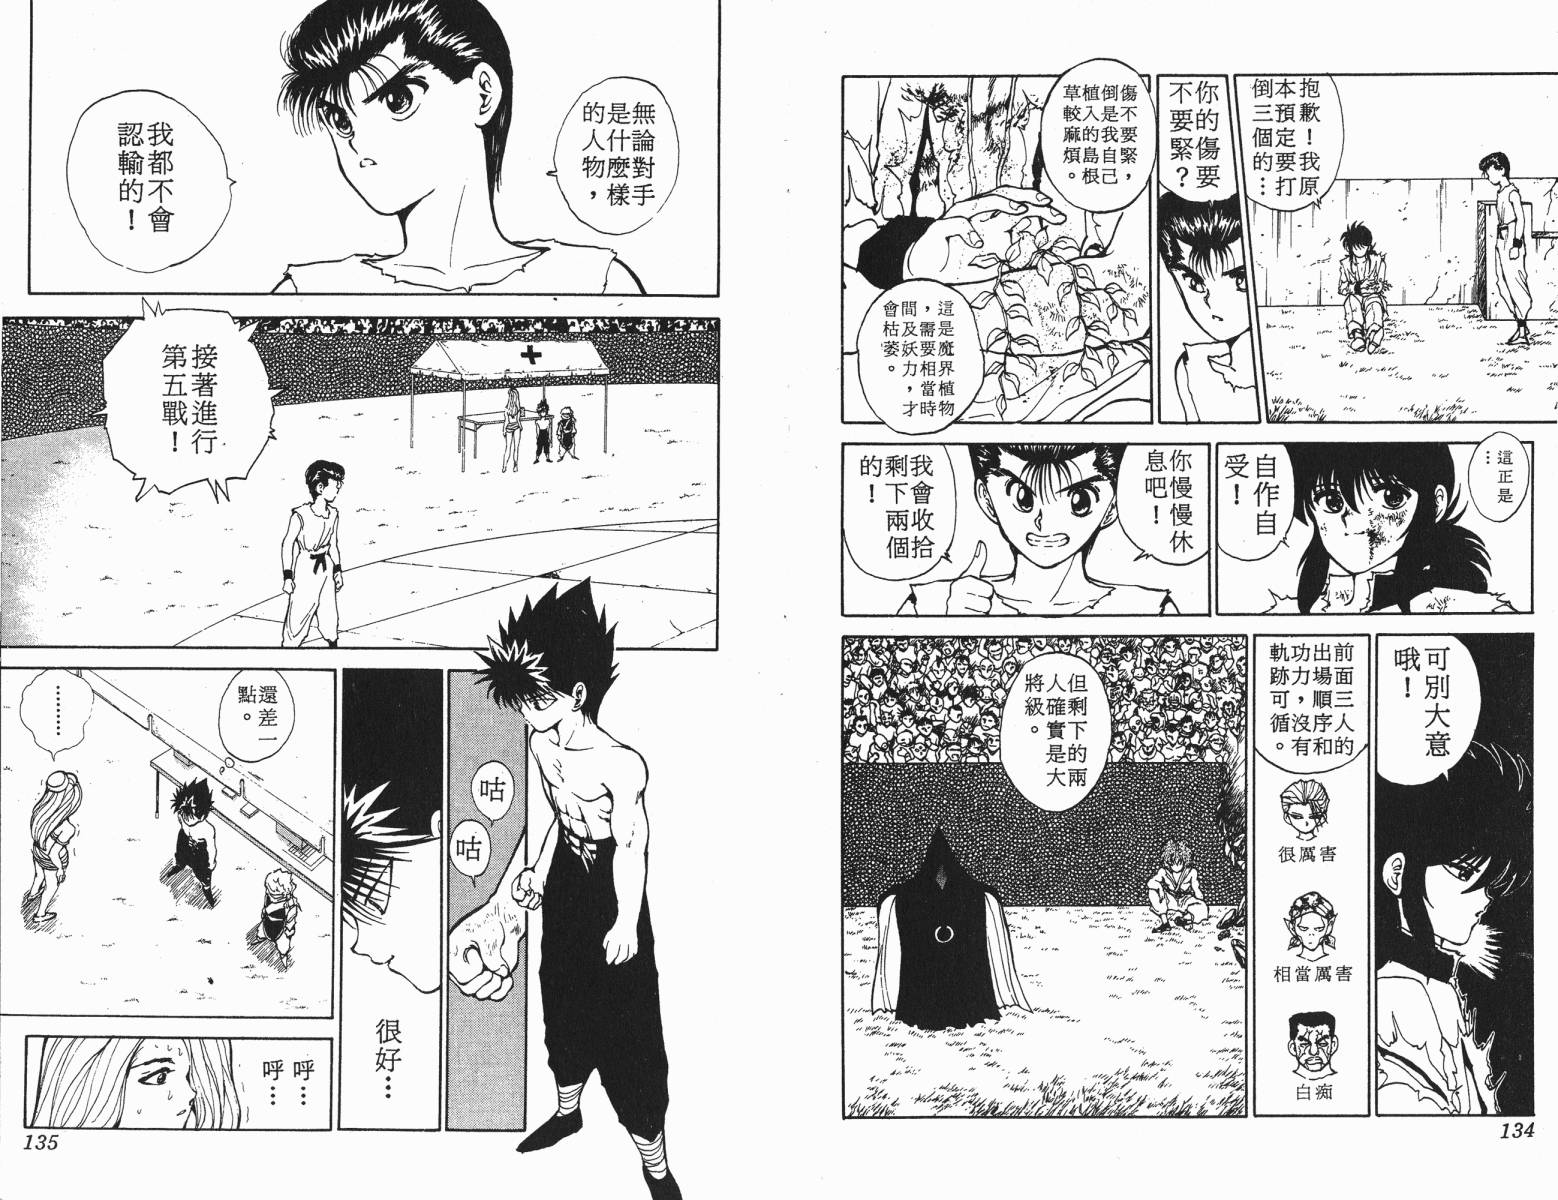 抱歉！我原
本預定要打
倒三個的…
你的傷要
不要緊？
傷不要緊，
倒是我自己
植入的島根
草較麻煩。
這是魔界植物
，需要相當時
間及妖力，才
會枯萎。
這正是
…
自作自
受！
你慢慢休
息吧！
我會收拾
剩下兩個
的！
可別大意
哦！
前面三人的
出場順序和
功力，沒有
軌跡可循。
很厲害
相當厲害
白痴
但剩下的兩
人確實是大
將級。
134
無論對手
是什麼樣
的人物，
我都不會
認輸的！
接著進行
第五戰！
咕
咕
很好…
還差一
點。
………
呼…
呼…
135